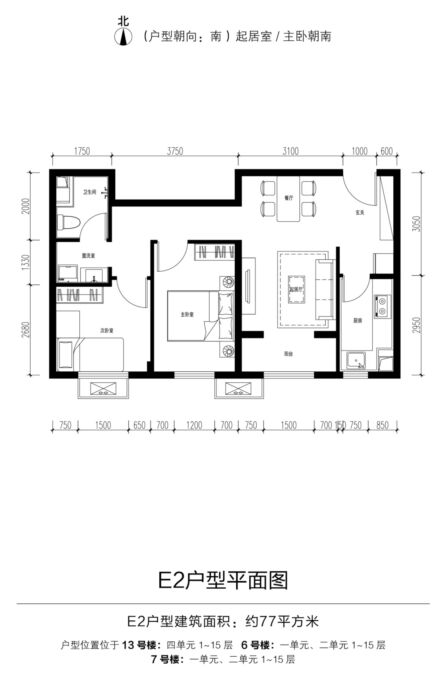 北
(户型朝向：南）起居室 / 主卧朝南
1750 3750 3100 1000 600
2000 1330 2680
3050 2950
卫生间
餐厅
玄关
盥洗室
主卧室
起居厅
厨房
次卧室
阳台
750 1500 650 700 1200 700 750 1500 700 150 750 850
E2户型平面图
E2户型建筑面积：约77平方米
户型位置位于 13 号楼：四单元 1~15 层 6 号楼：一单元、二单元 1~15 层
7 号楼：一单元、二单元 1~15 层